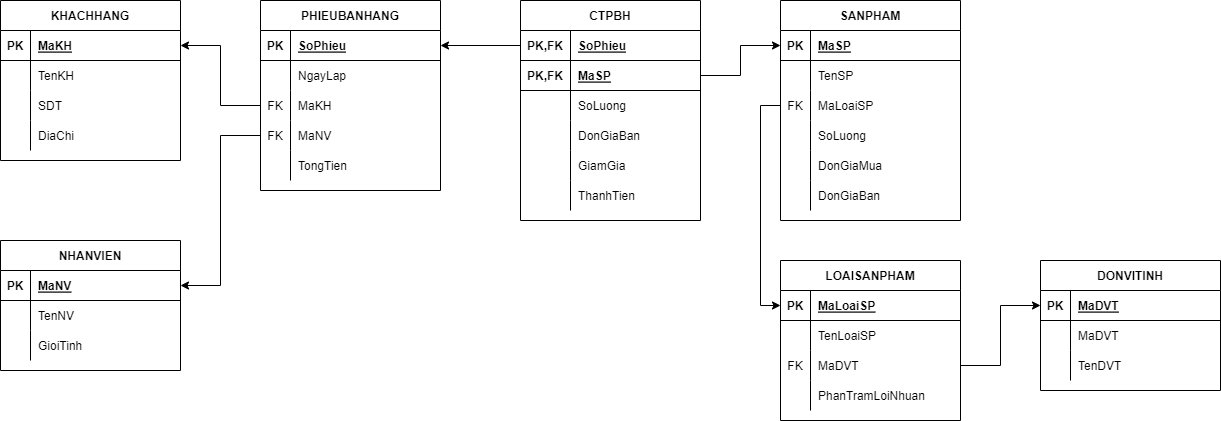 KHACHHANG
PK MaKH
TenKH
SDT
DiaChi
PHIEUBANHANG
PK SoPhieu
NgayLap
FK MaKH
FK MaNV
TongTien
CTPBH
PK,FK SoPhieu
PK,FK MaSP
SoLuong
DonGiaBan
GiamGia
ThanhTien
SANPHAM
PK MaSP
TenSP
FK MaLoaiSP
SoLuong
DonGiaMua
DonGiaBan
NHANVIEN
PK MaNV
TenNV
GioiTinh
LOAISANPHAM
PK MaLoaiSP
TenLoaiSP
FK MaDVT
PhanTramLoiNhuan
DONVITINH
PK MaDVT
MaDVT
TenDVT